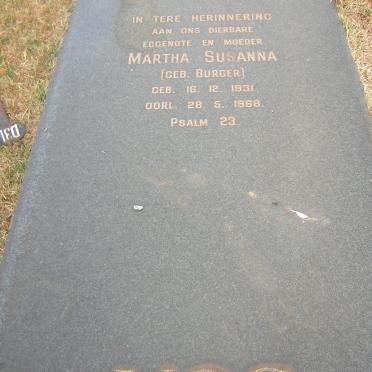 IN TERE HERINNERING
AAN ONS DIERBARE
EGGENOTE EN MOEDER
MARTHA SUSANNA
(GEB. BURGER)
GEB. 16. 12. 1931
OORL. 28. 5. 1968.
PSALM 23.